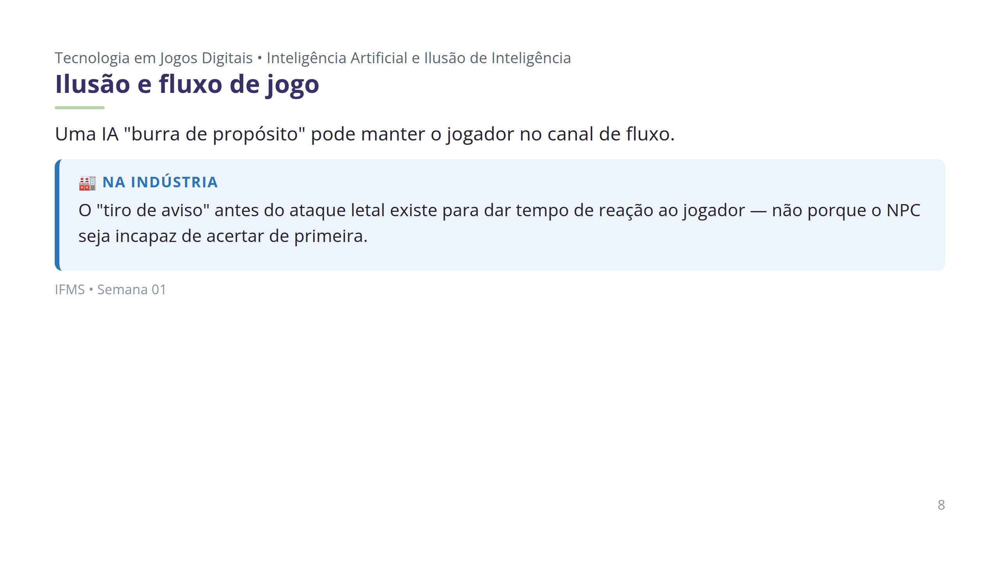 Tecnologia em Jogos Digitais • Inteligência Artificial e Ilusão de Inteligência
Ilusão e fluxo de jogo
Uma IA "burra de propósito" pode manter o jogador no canal de fluxo.
🏭 NA INDÚSTRIA
O "tiro de aviso" antes do ataque letal existe para dar tempo de reação ao jogador — não porque o NPC
seja incapaz de acertar de primeira.
IFMS • Semana 01
8